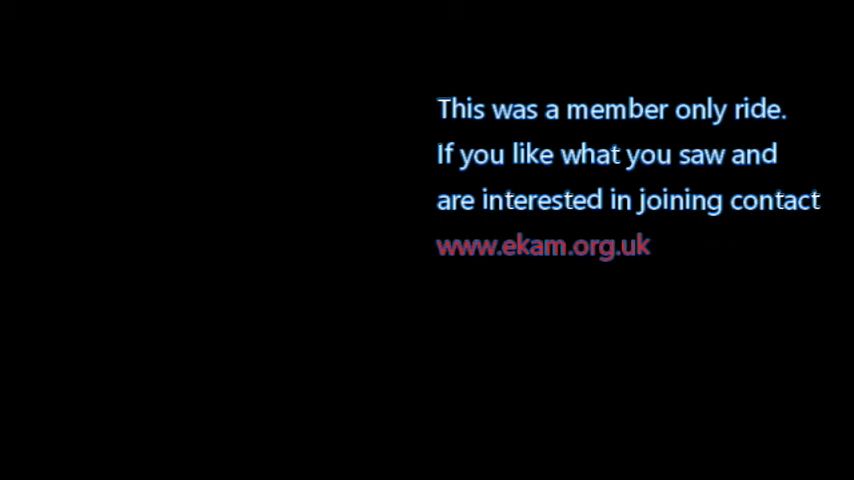 This was a member only ride.
If you like what you saw and
are interested in joining contact
www.ekam.org.uk